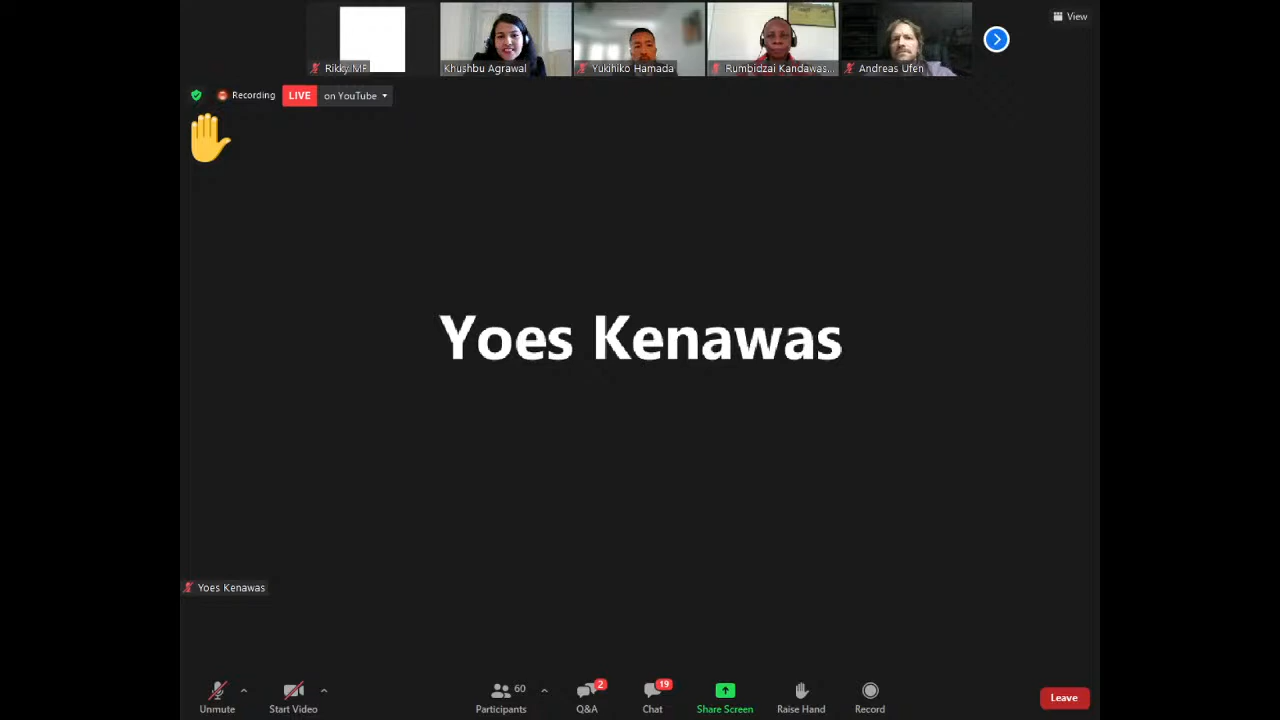 View
Rikky MF
Khushbu Agrawal
Yukihiko Hamada
Rumbidzai Kandawas...
Andreas Ufen
Recording
LIVE
on YouTube
Yoes Kenawas
Yoes Kenawas
60
2
19
Unmute
Start Video
Participants
Q&A
Chat
Share Screen
Raise Hand
Record
Leave